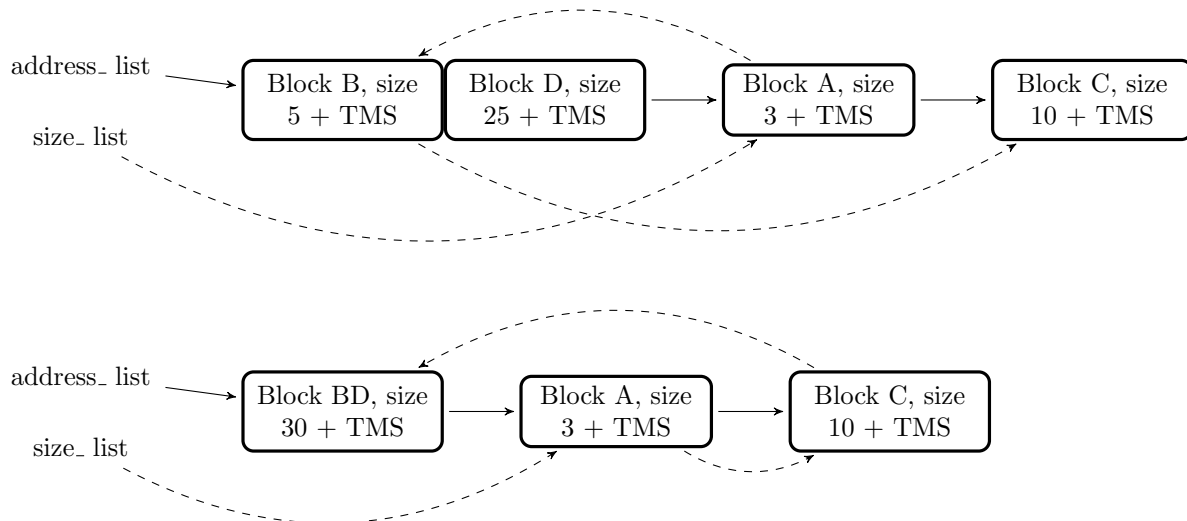 address_ list
Block B, size
5 + TMS
Block D, size
25 + TMS
Block A, size
3 + TMS
Block C, size
10 + TMS
size_ list
address_ list
Block BD, size
30 + TMS
Block A, size
3 + TMS
Block C, size
10 + TMS
size_ list